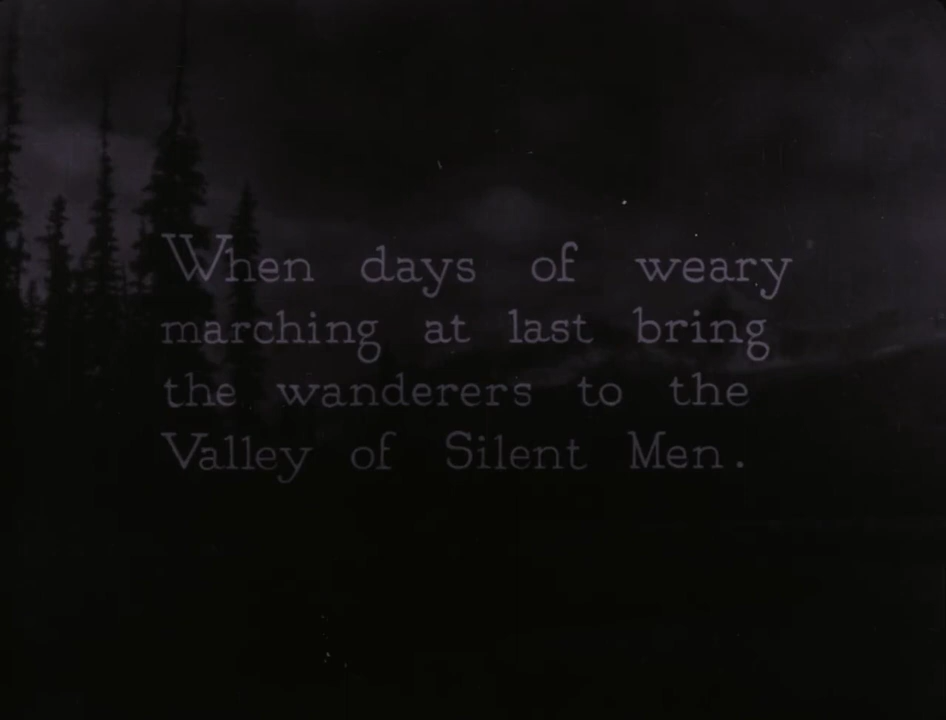 When days of weary
marching at last bring
the wanderers to the
Valley of Silent Men.